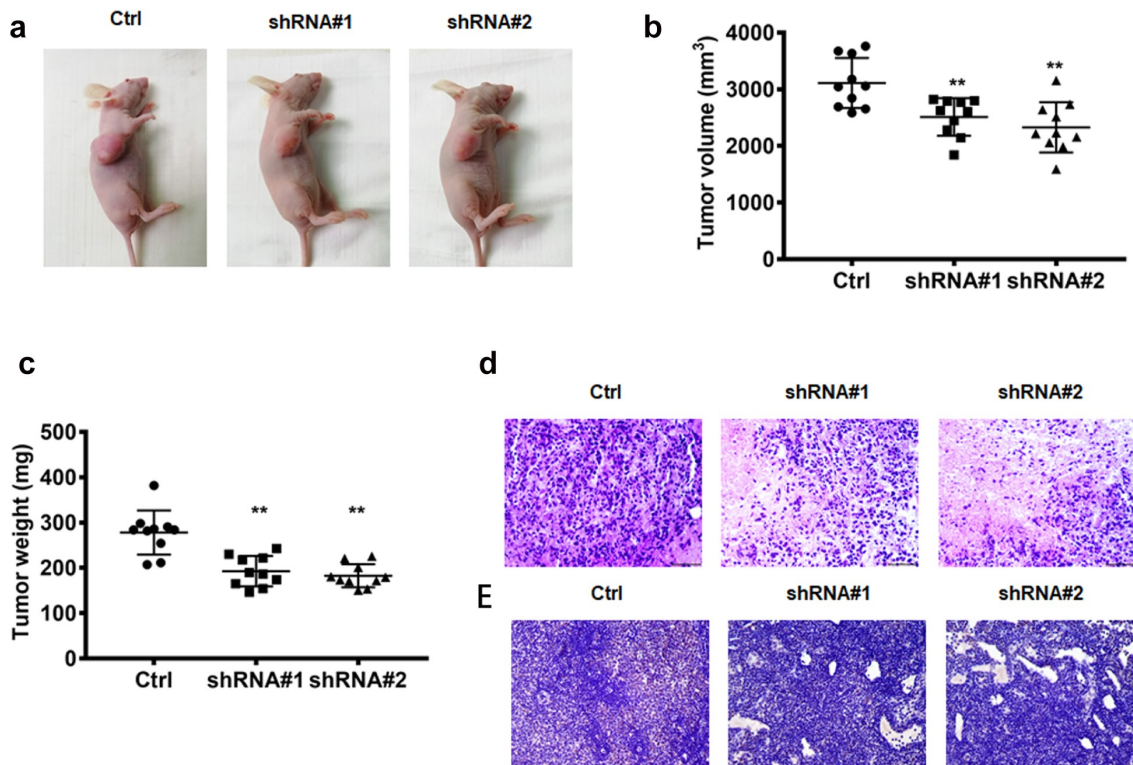 a
Ctrl shRNA#1 shRNA#2
b
Tumor volume (mm³)
4000
3000
2000
1000
0
** **
Ctrl shRNA#1 shRNA#2
c
Tumor weight (mg)
500
400
300
200
100
0
** **
Ctrl shRNA#1 shRNA#2
d
Ctrl shRNA#1 shRNA#2
E
Ctrl shRNA#1 shRNA#2